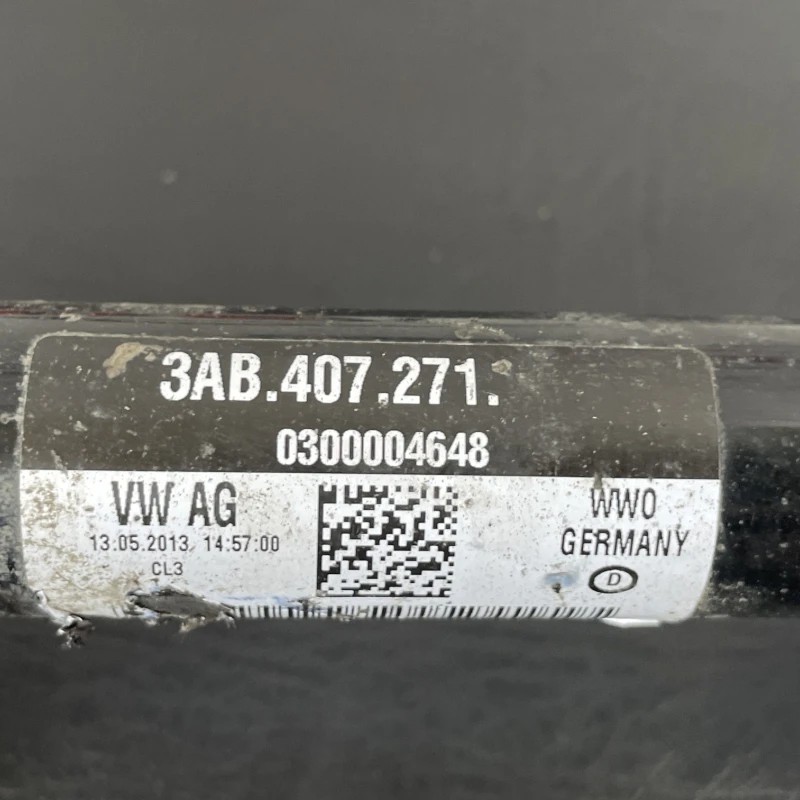 3AB.407.271.
0300004648
VW AG
13.05.2013 14:57:00
CL3
WWO
GERMANY
D